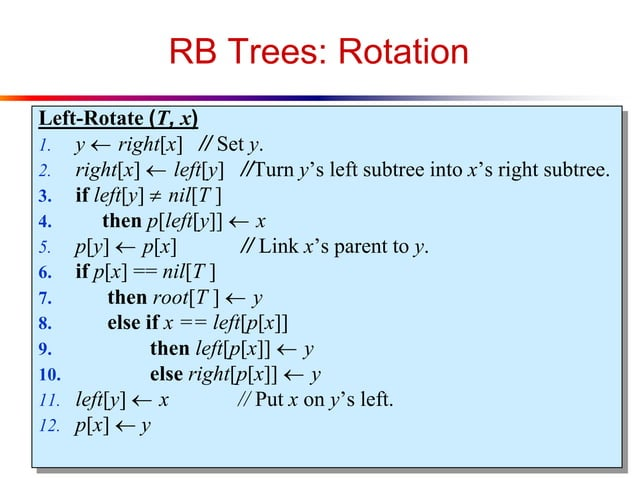 RB Trees: Rotation
Left-Rotate (T, x)
1. y ← right[x] // Set y.
2. right[x] ← left[y] //Turn y’s left subtree into x’s right subtree.
3. if left[y] ≠ nil[T ]
4. then p[left[y]] ← x
5. p[y] ← p[x] // Link x’s parent to y.
6. if p[x] == nil[T ]
7. then root[T ] ← y
8. else if x == left[p[x]]
9. then left[p[x]] ← y
10. else right[p[x]] ← y
11. left[y] ← x // Put x on y’s left.
12. p[x] ← y